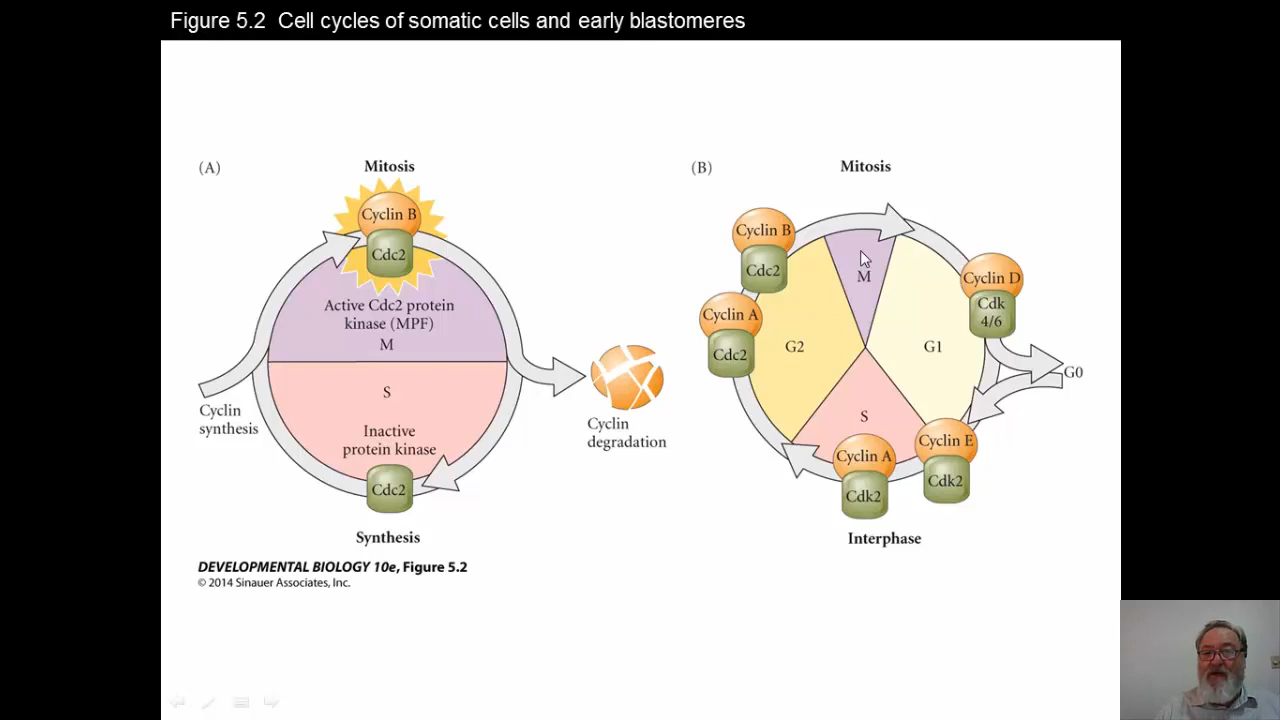 Figure 5.2 Cell cycles of somatic cells and early blastomeres
(A)
Mitosis
Cyclin B
Cdc2
Active Cdc2 protein
kinase (MPF)
M
S
Inactive
protein kinase
Cdc2
Cyclin
synthesis
Cyclin
degradation
Synthesis
(B)
Mitosis
Cyclin B
Cdc2
Cyclin A
Cdc2
M
G2
G1
S
Cyclin D
Cdk
4/6
G0
Cyclin E
Cdk2
Cyclin A
Cdk2
Interphase
DEVELOPMENTAL BIOLOGY 10e, Figure 5.2
© 2014 Sinauer Associates, Inc.